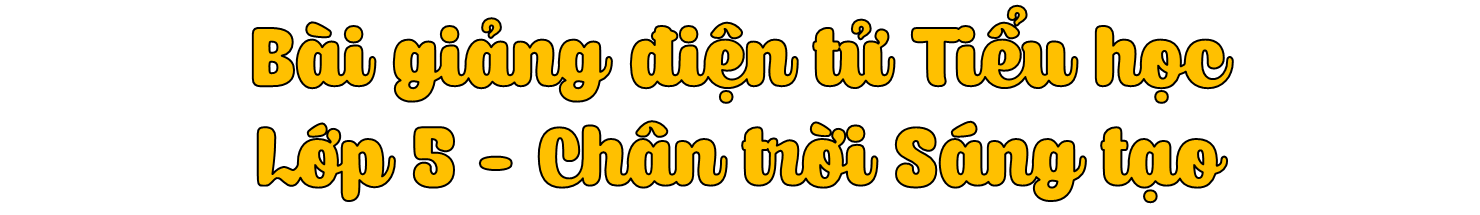 Bài giảng điện tử Tiểu học
Lớp 5 - Chân trời Sáng tạo